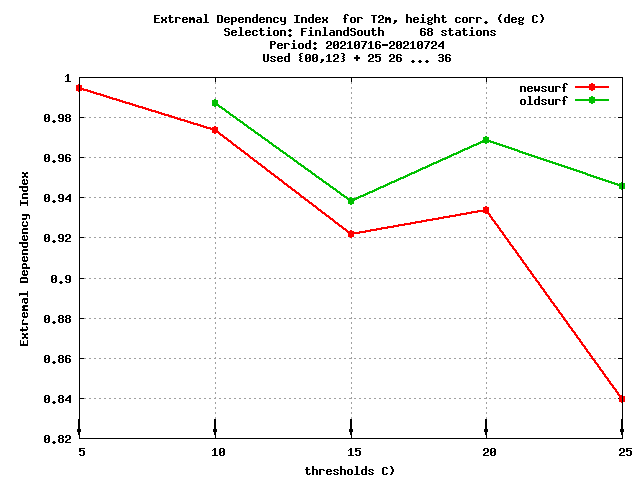 Extremal Dependency Index  for T2m, height corr. (deg C)
Selection: FinlandSouth     68 stations
Period: 20210716-20210724
Used {00,12} + 25 26 ... 36
newsurf
oldsurf
Extremal Dependency Index
1
0.98
0.96
0.94
0.92
0.9
0.88
0.86
0.84
0.82
5 10 15 20 25
thresholds C)